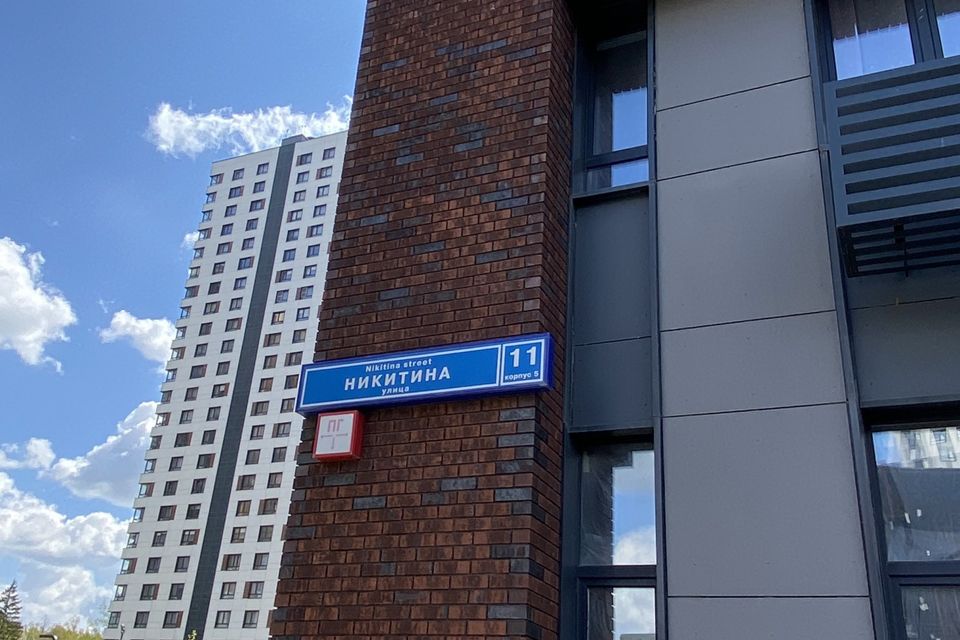 Nikitina street
НИКИТИНА
улица
11
корпус 5
ПГ